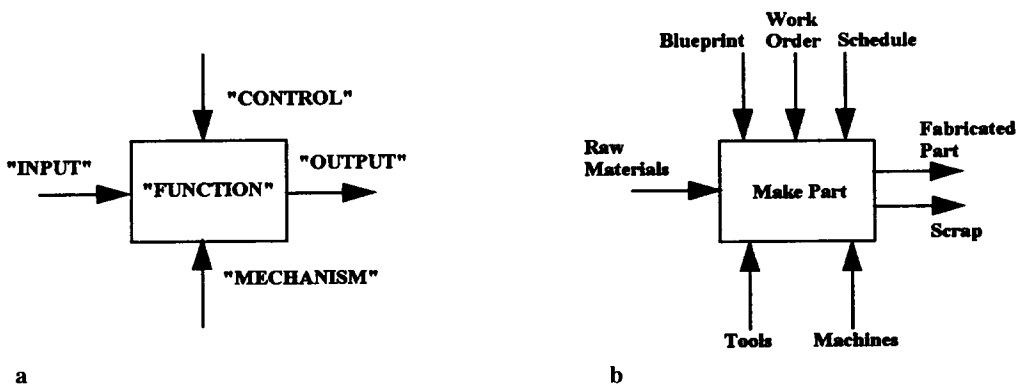 "CONTROL"
"INPUT"
"OUTPUT"
"FUNCTION"
"MECHANISM"
a
Work
Blueprint Order Schedule
Fabricated
Part
Raw
Materials
Make Part
Scrap
Tools Machines
b